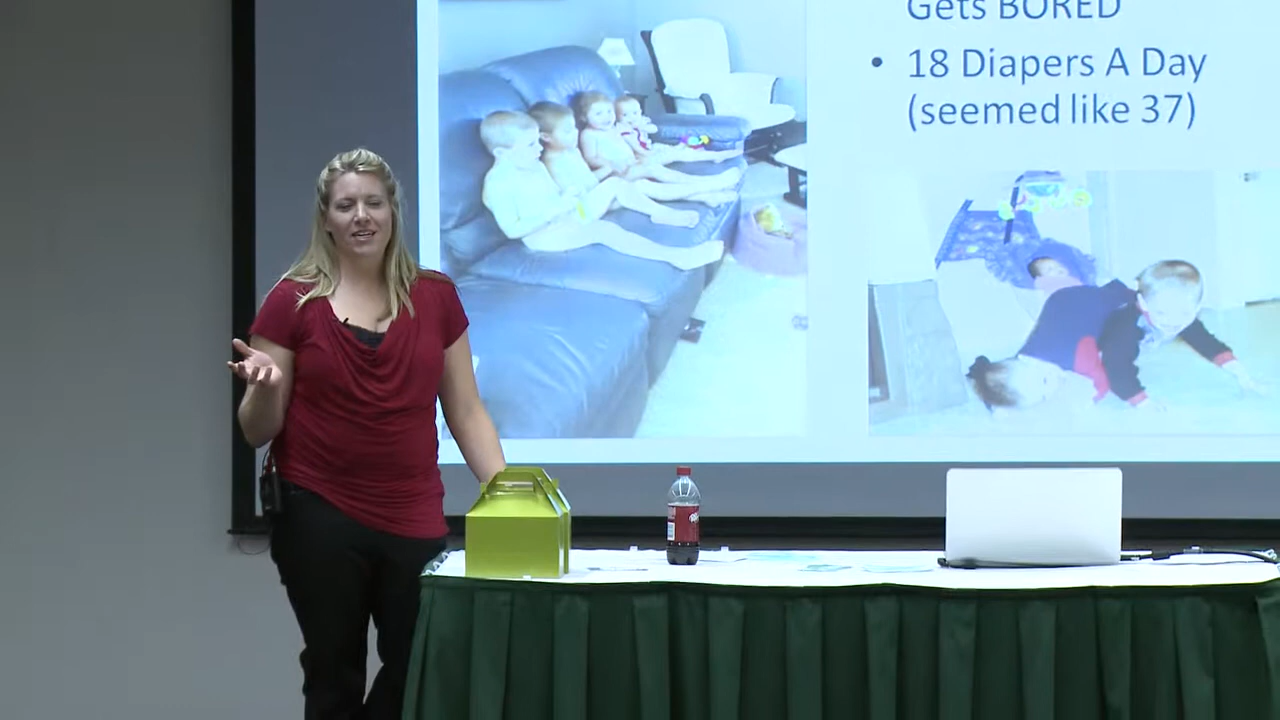 Gets BORED
• 18 Diapers A Day
(seemed like 37)